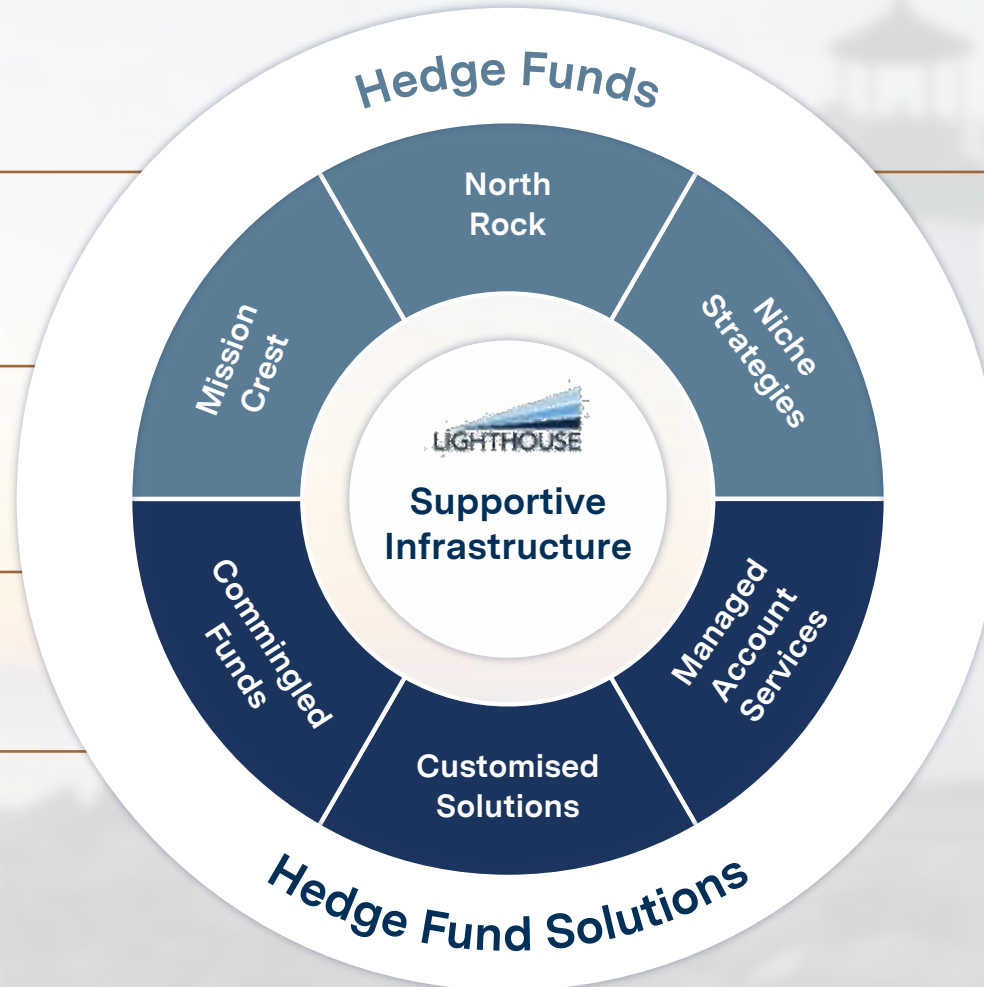 Hedge Funds
North
Rock
Mission
Crest
Niche
Strategies
LIGHTHOUSE
Supportive
Infrastructure
Commingled
Funds
Managed
Account
Services
Customised
Solutions
Hedge Fund Solutions